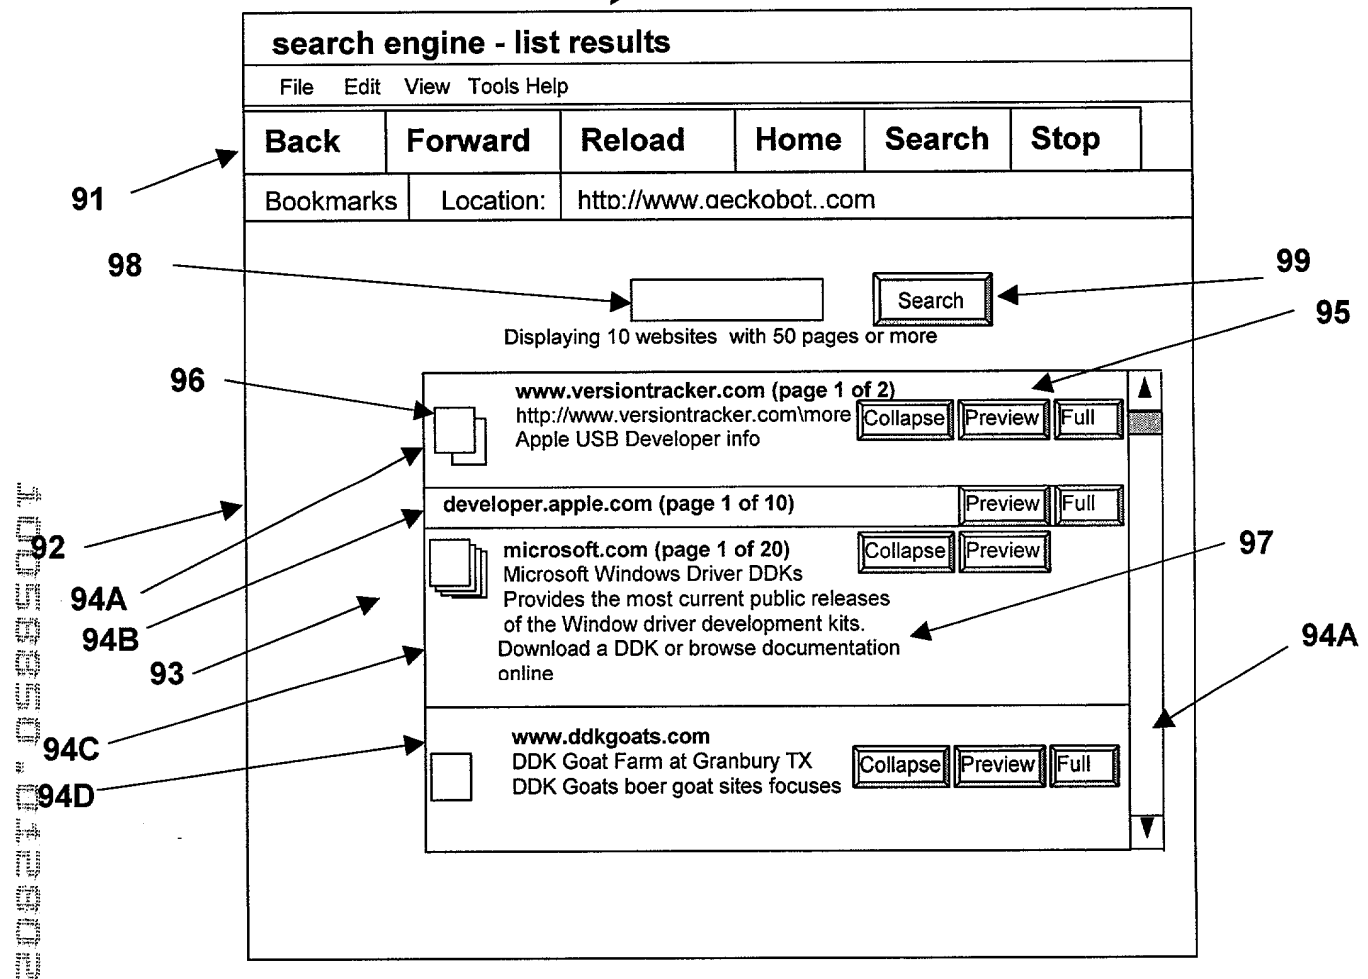 search engine - list results
File Edit View Tools Help
Back Forward Reload Home Search Stop
91
Bookmarks Location: http://www.geckobot..com
98
99
Search
95
Displaying 10 websites with 50 pages or more
96
www.versiontracker.com (page 1 of 2)
http://www.versiontracker.com\more
Collapse Preview Full
Apple USB Developer info
developer.apple.com (page 1 of 10)
Preview Full
92
97
microsoft.com (page 1 of 20)
Collapse Preview
Microsoft Windows Driver DDKs
94A
Provides the most current public releases
of the Window driver development kits.
94B
94A
Download a DDK or browse documentation
online
93
94C
www.ddkgoats.com
DDK Goat Farm at Granbury TX
Collapse Preview Full
DDK Goats boer goat sites focuses
94D